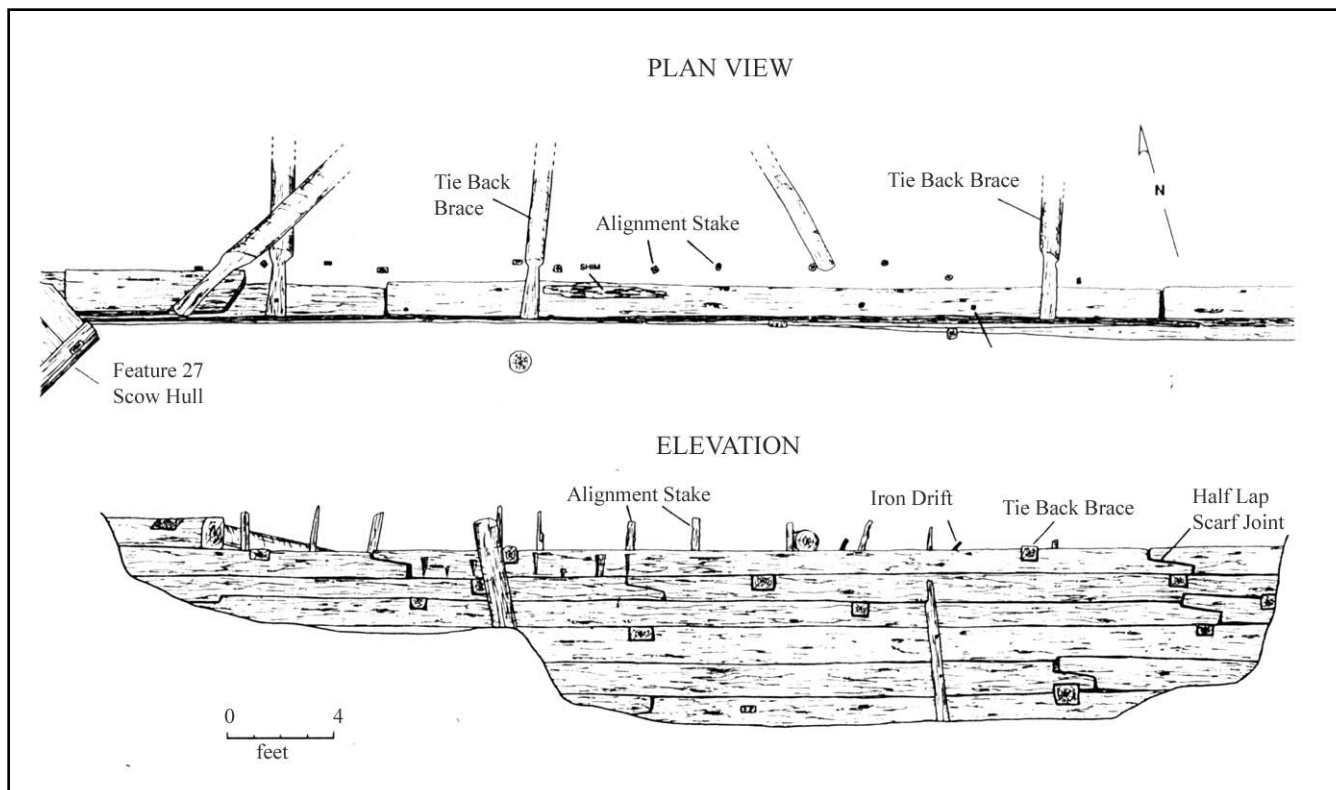 PLAN VIEW
Tie Back
Brace
Alignment Stake
Tie Back Brace
N
SHIM
Feature 27
Scow Hull
ELEVATION
Alignment Stake
Iron Drift
Tie Back Brace
Half Lap
Scarf Joint
0 4
feet